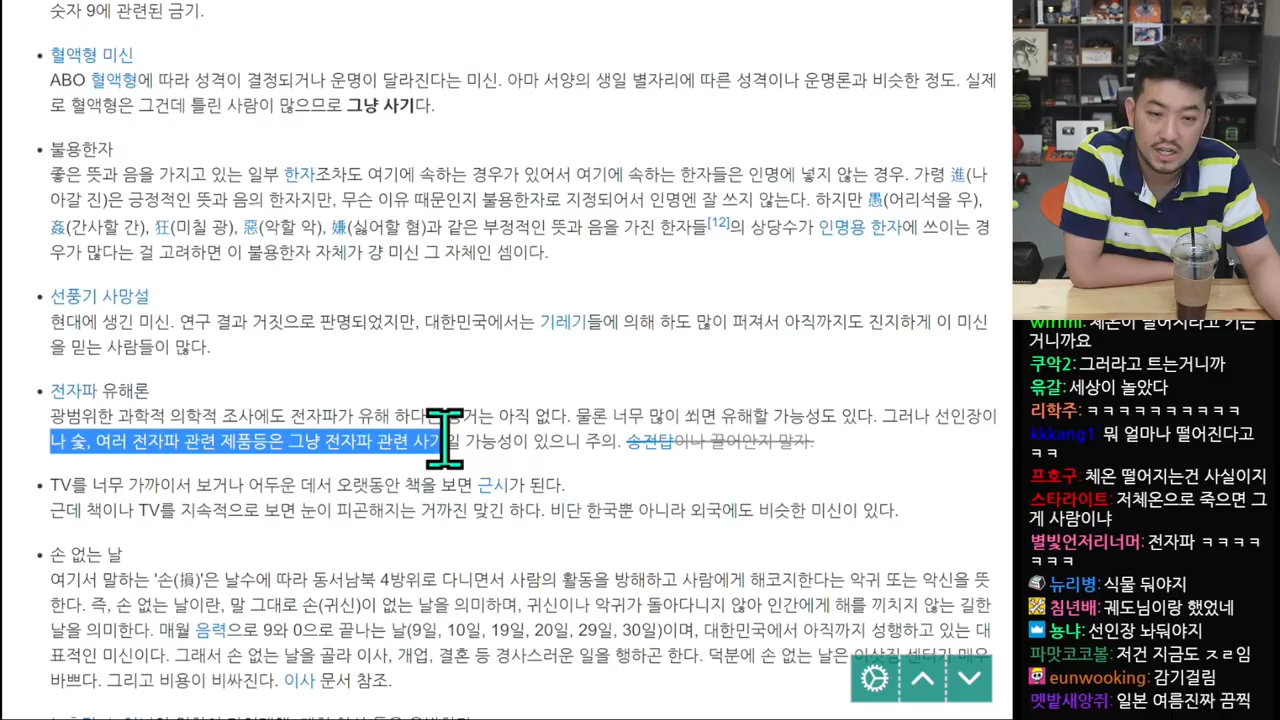 숫자 9에 관련된 금기.
• 혈액형 미신
ABO 혈액형에 따라 성격이 결정되거나 운명이 달라진다는 미신. 아마 서양의 생일 별자리에 따른 성격이나 운명론과 비슷한 정도. 실제
로 혈액형은 그건데 틀린 사람이 많으므로 그냥 사기다.
• 불용한자
좋은 뜻과 음을 가지고 있는 일부 한자조차도 여기에 속하는 경우가 있어서 여기에 속하는 한자들은 인명에 넣지 않는 경우. 가령 進(나
아갈 진)은 긍정적인 뜻과 음의 한자지만, 무슨 이유 때문인지 불용한자로 지정되어서 인명엔 잘 쓰지 않는다. 하지만 愚(어리석을 우),
姦(간사할 간), 狂(미칠 광), 惡(악할 악), 嫌(싫어할 혐)과 같은 부정적인 뜻과 음을 가진 한자들[12]의 상당수가 인명용 한자에 쓰이는 경
우가 많다는 걸 고려하면 이 불용한자 자체가 걍 미신 그 자체인 셈이다.
• 선풍기 사망설
현대에 생긴 미신. 연구 결과 거짓으로 판명되었지만, 대한민국에서는 기레기들에 의해 하도 많이 퍼져서 아직까지도 진지하게 이 미신
을 믿는 사람들이 많다.
• 전자파 유해론
광범위한 과학적 의학적 조사에도 전자파가 유해 하다는 거는 아직 없다. 물론 너무 많이 쐬면 유해할 가능성도 있다. 그러나 선인장이
나 숯, 여러 전자파 관련 제품등은 그냥 전자파 관련 사기일 가능성이 있으니 주의. 송전탑이나 끌어안지 말자.
• TV를 너무 가까이서 보거나 어두운 데서 오랫동안 책을 보면 근시가 된다.
근데 책이나 TV를 지속적으로 보면 눈이 피곤해지는 거까진 맞긴 하다. 비단 한국뿐 아니라 외국에도 비슷한 미신이 있다.
• 손 없는 날
여기서 말하는 '손(損)'은 날수에 따라 동서남북 4방위로 다니면서 사람의 활동을 방해하고 사람에게 해코지한다는 악귀 또는 악신을 뜻
한다. 즉, 손 없는 날이란, 말 그대로 손(귀신)이 없는 날을 의미하며, 귀신이나 악귀가 돌아다니지 않아 인간에게 해를 끼치지 않는 길한
날을 의미한다. 매월 음력으로 9와 0으로 끝나는 날(9일, 10일, 19일, 20일, 29일, 30일)이며, 대한민국에서 아직까지 성행하고 있는 대
표적인 미신이다. 그래서 손 없는 날을 골라 이사, 개업, 결혼 등 경사스러운 일을 행하곤 한다. 덕분에 손 없는 날은 이삿짐 센터가 매우
바쁘다. 그리고 비용이 비싸진다. 이사 문서 참조.
wiriml: 체온이 떨어지라고 키는
거니까요
쿠악2: 그러라고 트는거니까
윾갈: 세상이 놀았다
리학주: ㅋㅋㅋㅋㅋㅋㅋㅋㅋㅋ
kkkang1: 뭐 얼마나 떨어진다고
ㅋㅋ
프호구: 체온 떨어지는건 사실이지
스타라이트: 저체온으로 죽으면 그
게 사람이냐
별빛언저리너머: 전자파 ㅋㅋㅋㅋ
ㅋㅋㅋ
뉴리병: 식물 둬야지
침년배: 궤도님이랑 했었네
뇽냐: 선인장 놔둬야지
파맛코코볼: 저건 지금도 ㅈㄹ임
eunwooking: 감기걸림
멧밭새앙쥐: 일본 여름진짜 끔찍